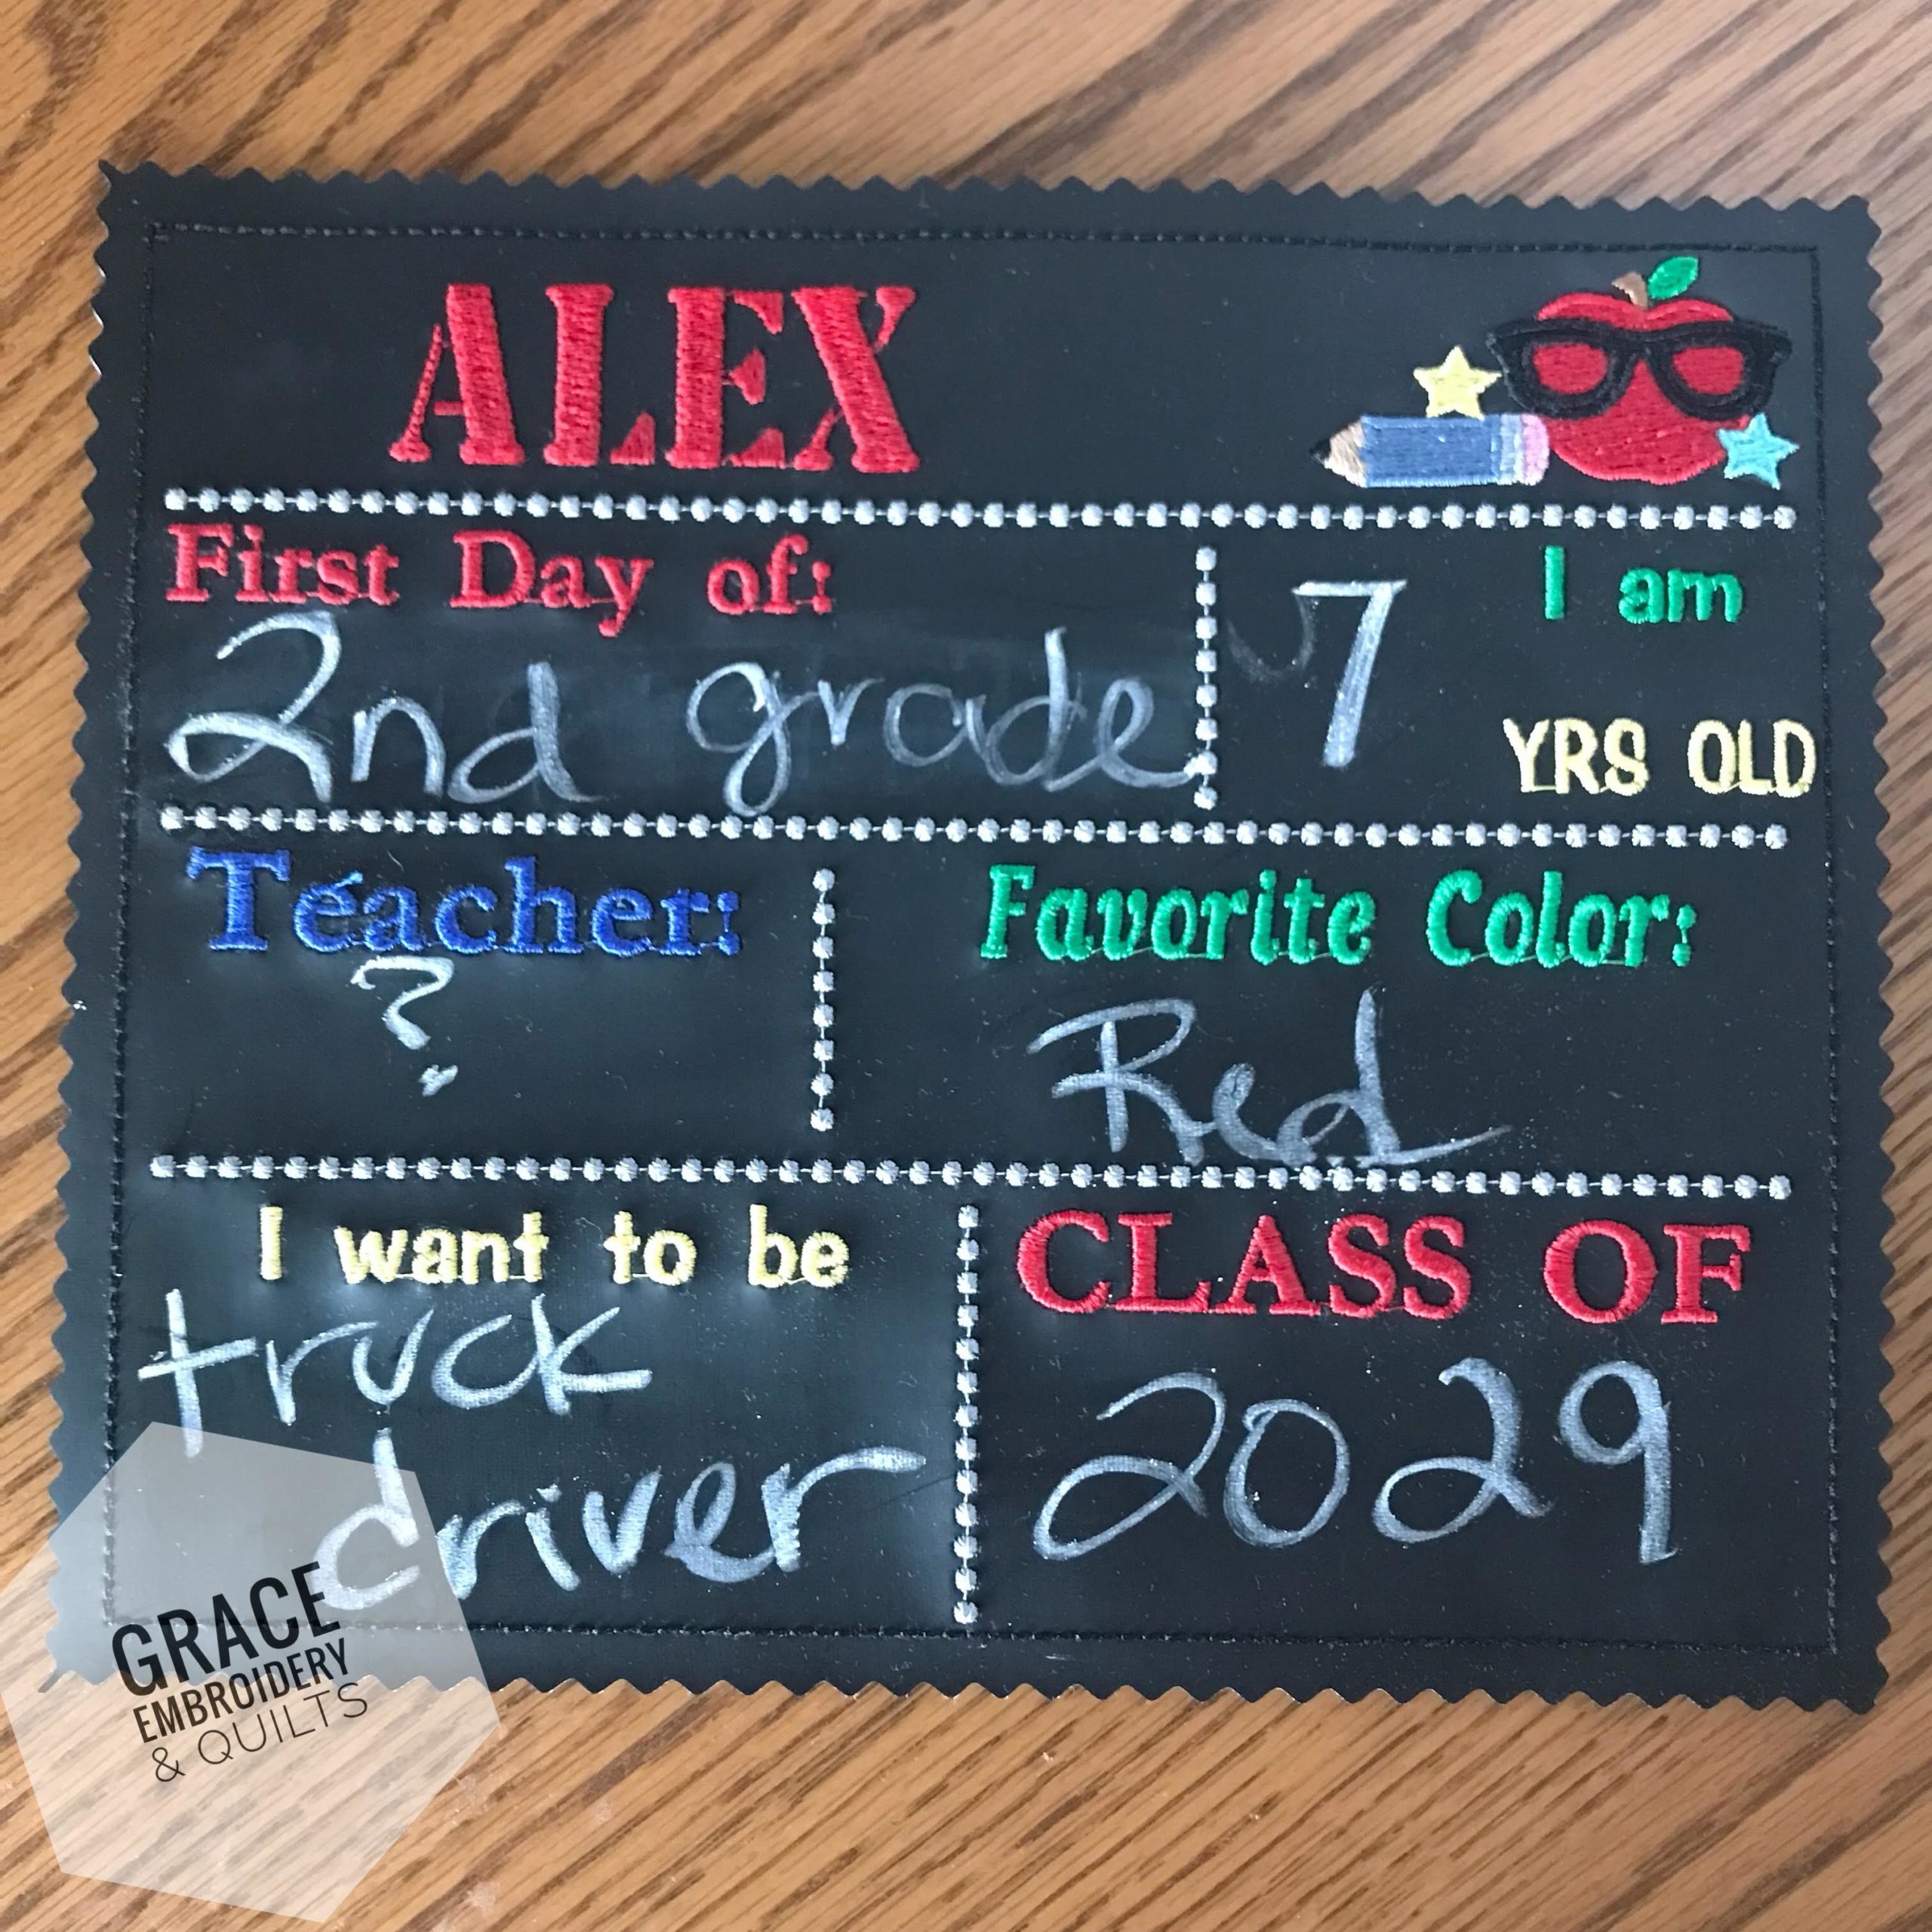 ALEX
First Day of:
2nd grade
7
I am
YRS OLD
Teacher:
?
Favorite Color:
Red
I want to be
truck
driver
CLASS OF
2029
GRACE
EMBROIDERY
& QUILTS